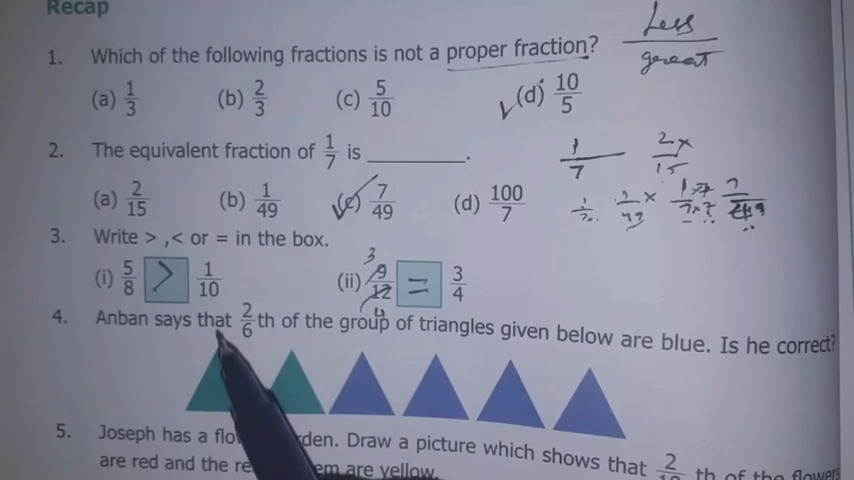 Recap
Less
1. Which of the following fractions is not a proper fraction?
great
(a) 1/3 (b) 2/3 (c) 5/10 (d) 10/5
2. The equivalent fraction of 1/7 is ________.
1/7 2/15 ×
(a) 2/15 (b) 1/49 (c) 7/49 (d) 100/7
3. Write > ,< or = in the box.
(i) 5/8 > 1/10 (ii) 9/12 = 3/4
3
4
4. Anban says that 2/6 th of the group of triangles given below are blue. Is he correct?
5. Joseph has a rden. Draw a picture which shows that 2/ th of the flowers
are red and the em are yellow.